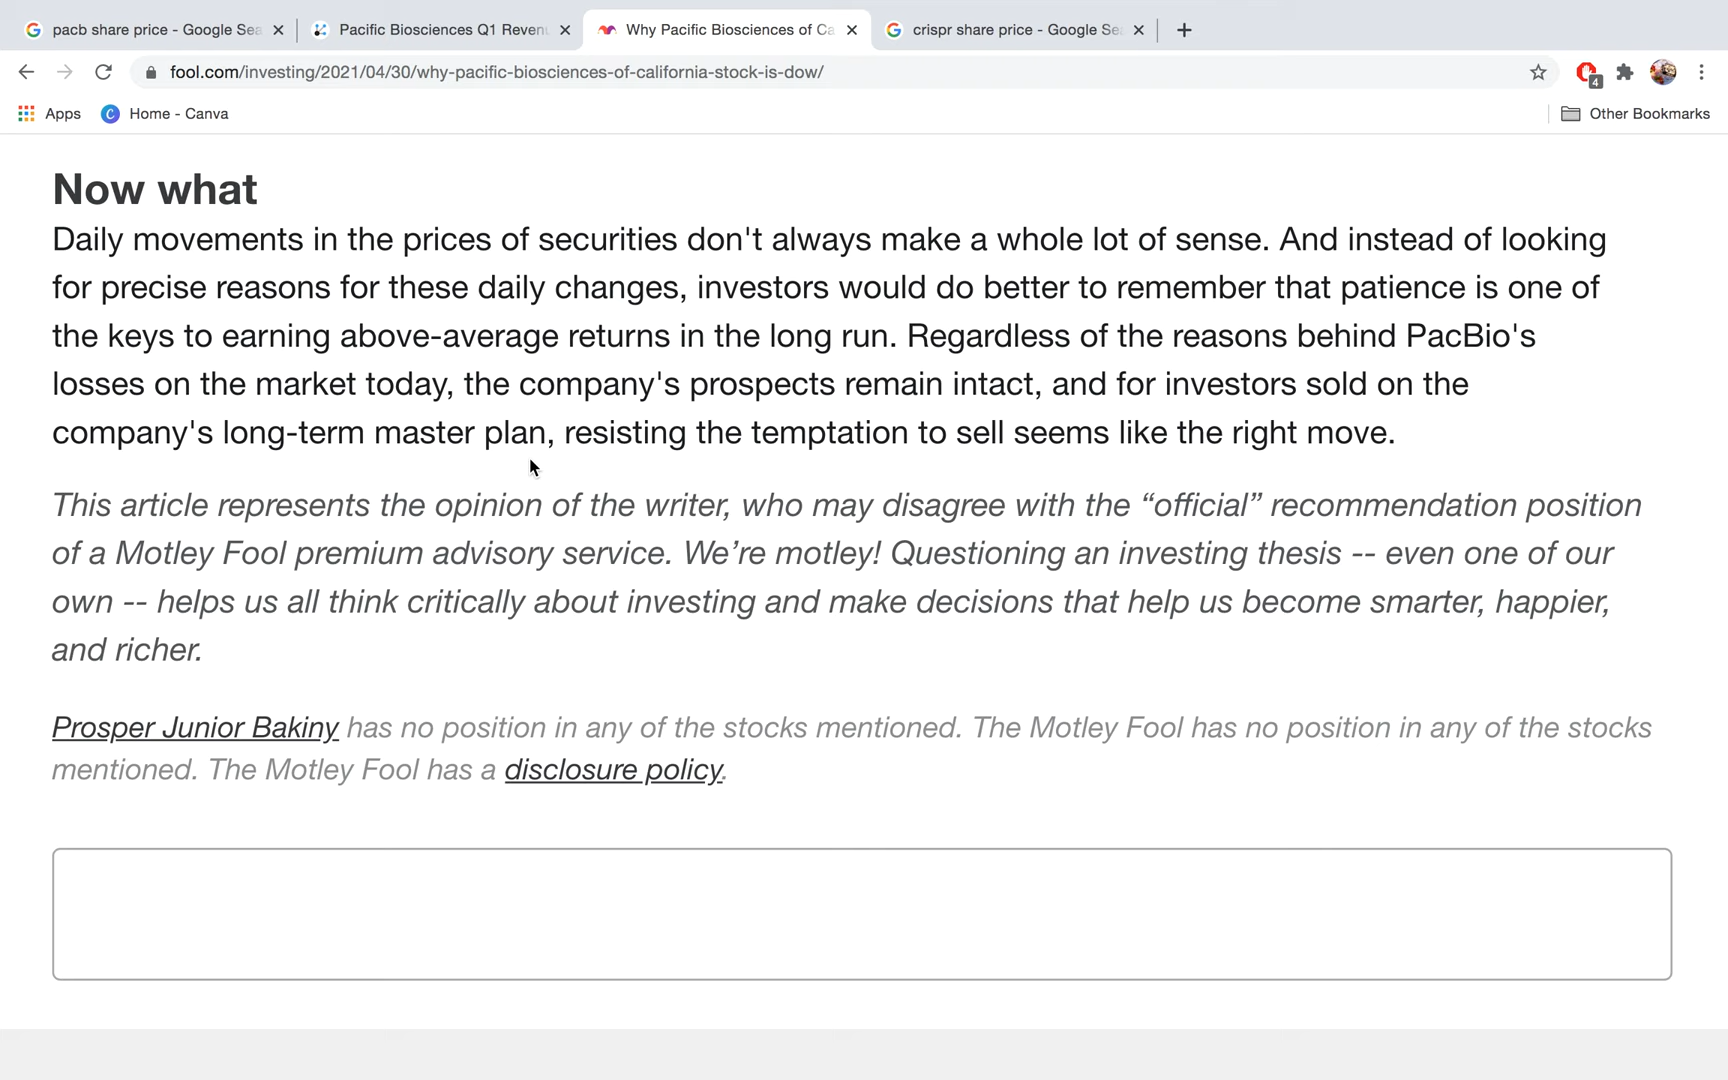 pacb share price - Google Sea
Pacific Biosciences Q1 Reven
Why Pacific Biosciences of Ca
crispr share price - Google Se
fool.com/investing/2021/04/30/why-pacific-biosciences-of-california-stock-is-dow/
4
Apps
C Home - Canva
Other Bookmarks
Now what
Daily movements in the prices of securities don't always make a whole lot of sense. And instead of looking
for precise reasons for these daily changes, investors would do better to remember that patience is one of
the keys to earning above-average returns in the long run. Regardless of the reasons behind PacBio's
losses on the market today, the company's prospects remain intact, and for investors sold on the
company's long-term master plan, resisting the temptation to sell seems like the right move.
This article represents the opinion of the writer, who may disagree with the “official” recommendation position
of a Motley Fool premium advisory service. We’re motley! Questioning an investing thesis -- even one of our
own -- helps us all think critically about investing and make decisions that help us become smarter, happier,
and richer.
Prosper Junior Bakiny has no position in any of the stocks mentioned. The Motley Fool has no position in any of the stocks
mentioned. The Motley Fool has a disclosure policy.